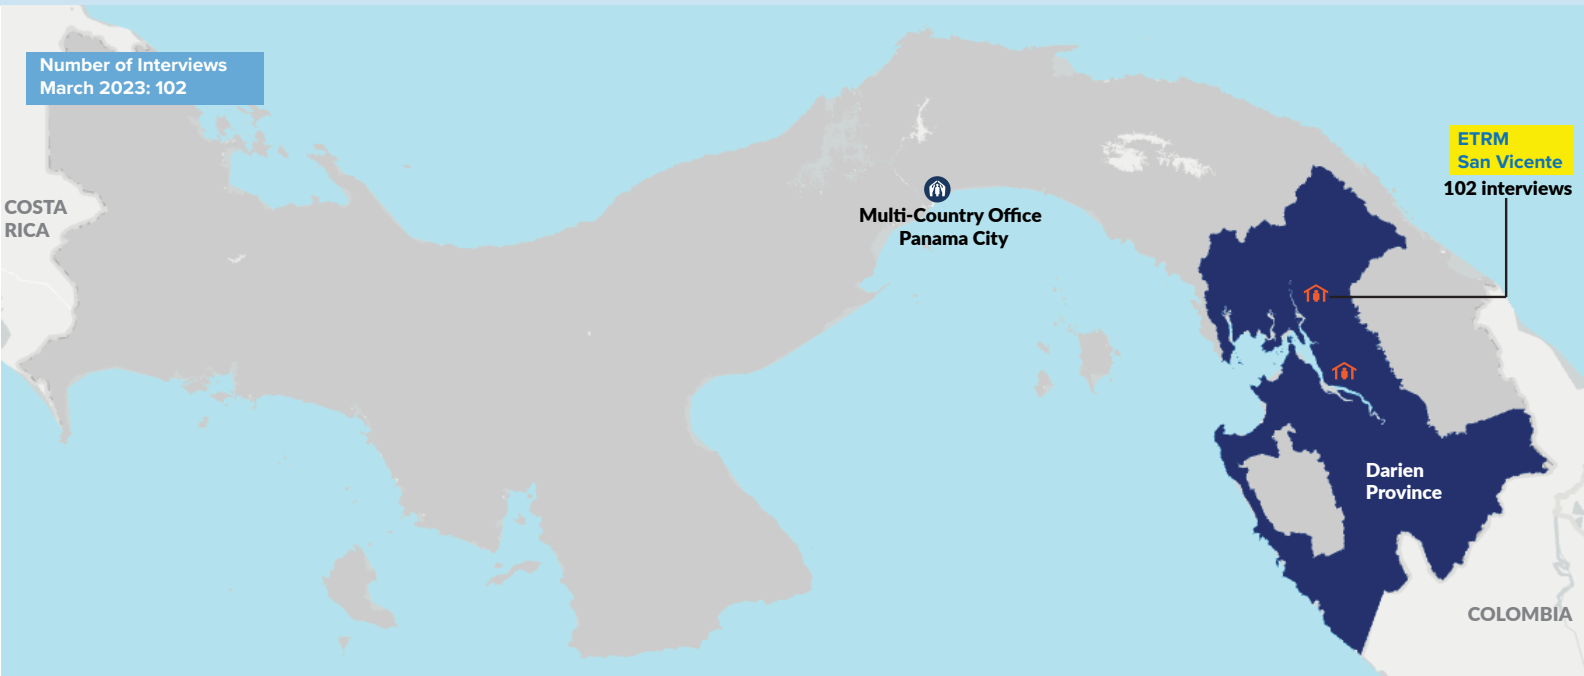 Number of Interviews
March 2023: 102
ETRM
San Vicente
102 interviews
COSTA
RICA
Multi-Country Office
Panama City
Darien
Province
COLOMBIA